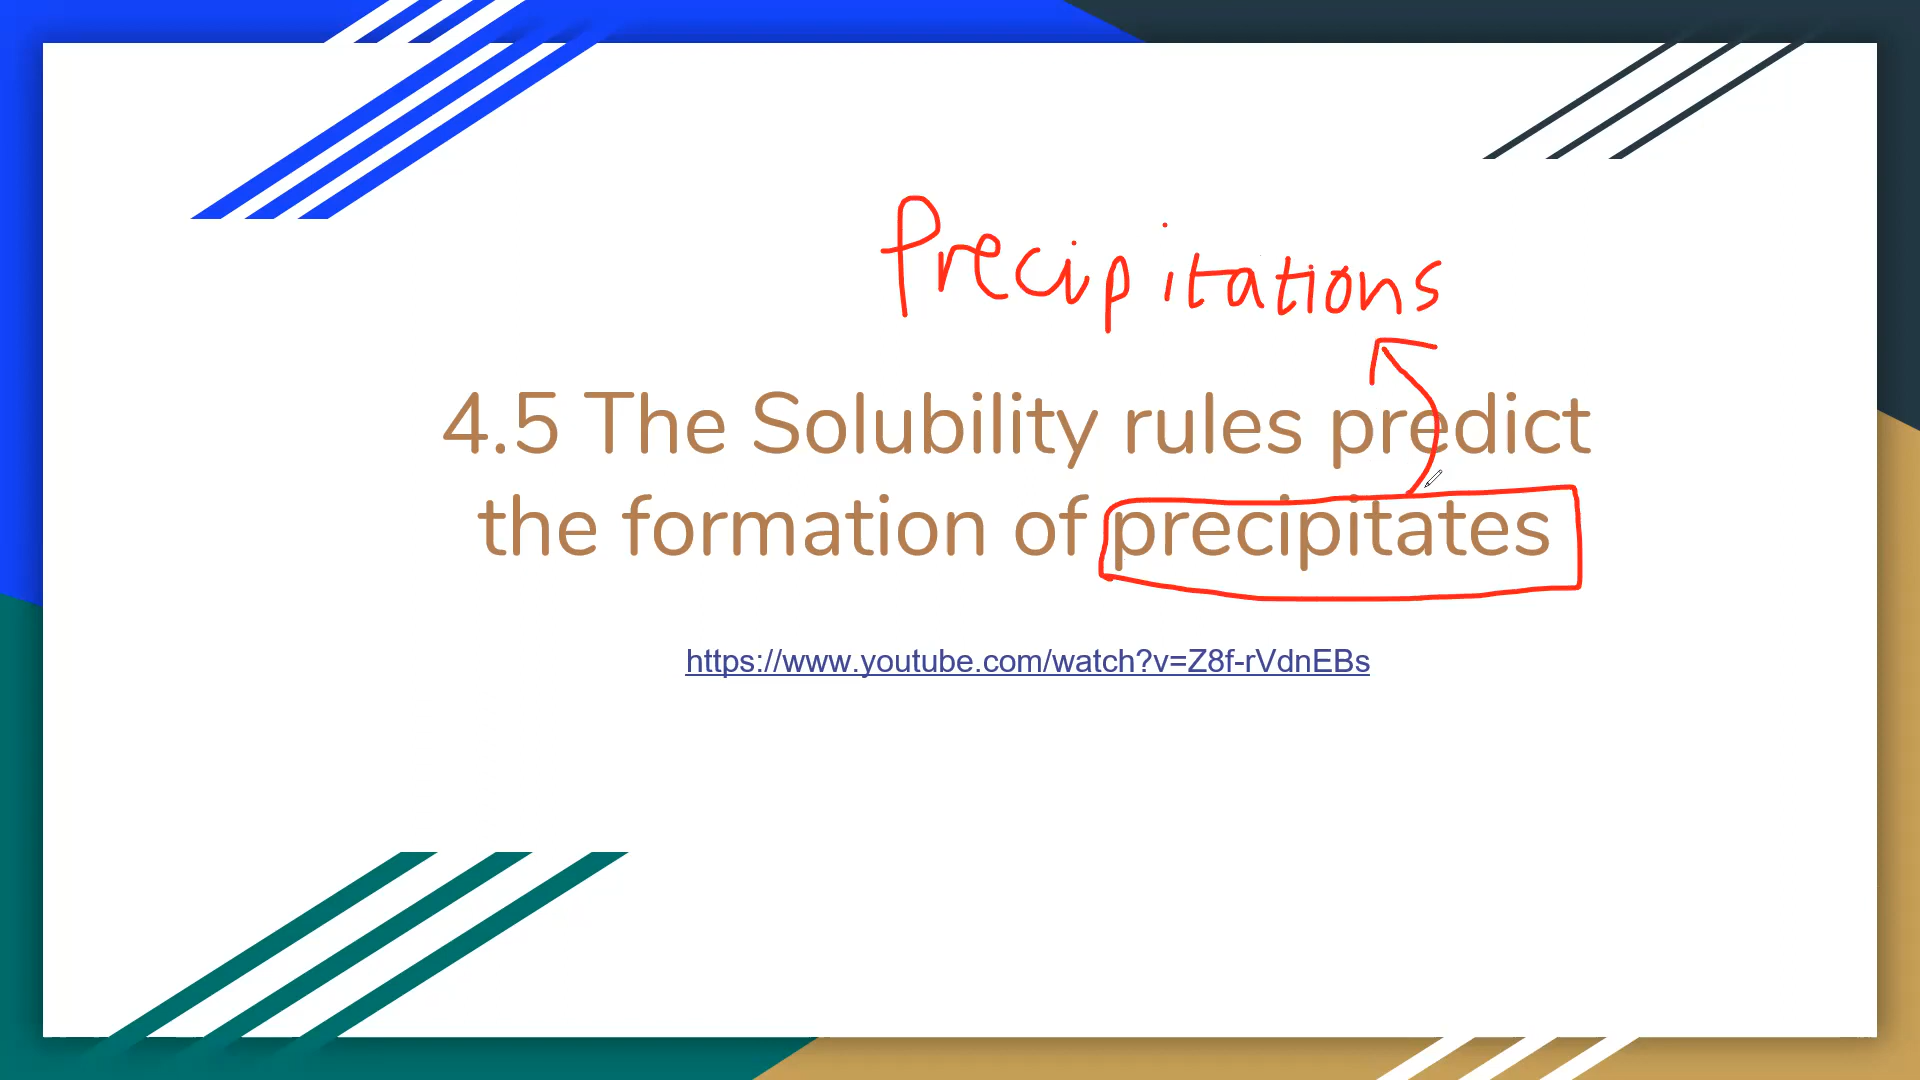 Precipitations
4.5 The Solubility rules predict
the formation of precipitates
https://www.youtube.com/watch?v=Z8f-rVdnEBs